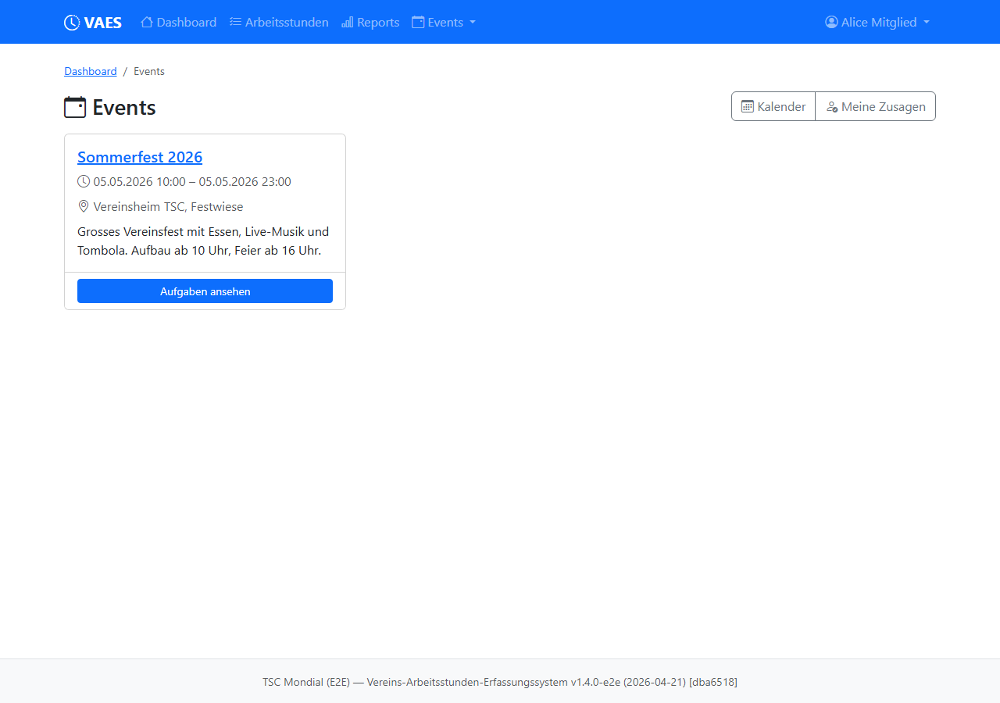 VAES Dashboard Arbeitsstunden Reports Events Alice Mitglied
Dashboard / Events
Events
Kalender Meine Zusagen
Sommerfest 2026
05.05.2026 10:00 – 05.05.2026 23:00
Vereinsheim TSC, Festwiese
Grosses Vereinsfest mit Essen, Live-Musik und
Tombola. Aufbau ab 10 Uhr, Feier ab 16 Uhr.
Aufgaben ansehen
TSC Mondial (E2E) — Vereins-Arbeitsstunden-Erfassungssystem v1.4.0-e2e (2026-04-21) [dba6518]